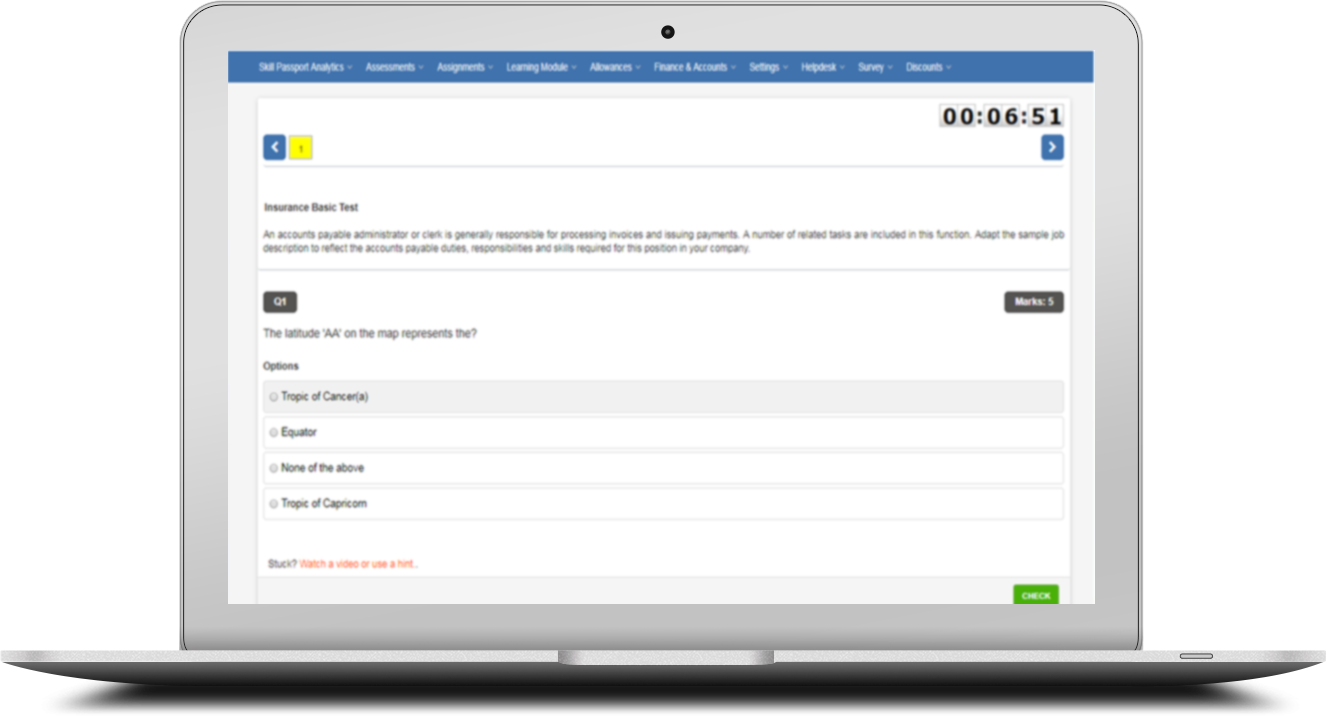 Skill Passport Analytics Assessments Assignments Learning Module Allowances Finance & Accounts Settings Helpdesk Survey Discounts
00:06:51
1
Insurance Basic Test
An accounts payable administrator or clerk is generally responsible for processing invoices and issuing payments. A number of related tasks are included in this function. Adapt the sample job
description to reflect the accounts payable duties, responsibilities and skills required for this position in your company.
Q1
Marks: 5
The latitude 'AA' on the map represents the?
Options
Tropic of Cancer(a)
Equator
None of the above
Tropic of Capricorn
Stuck? Watch a video or use a hint...
CHECK